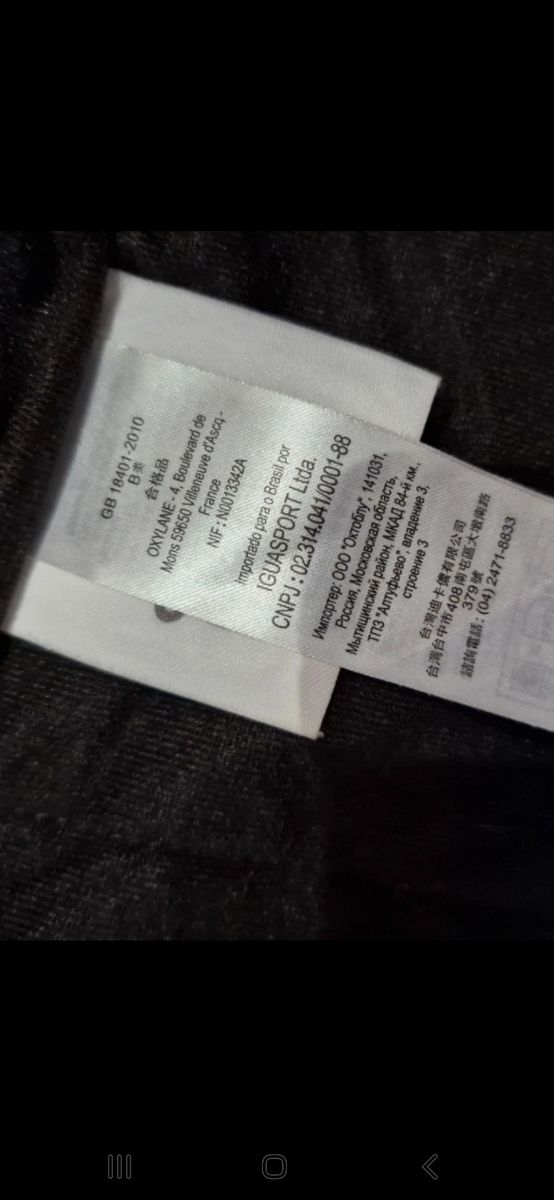 GB 18401-2010
B类
合格品
OXYLANE - 4, Boulevard de
Mons 59650 Villeneuve d'Ascq -
France
NIF : N0013342A
Importado para o Brasil por
IGUASPORT Ltda.
CNPJ : 02.314.041/0001-88
Импортер: ООО "Октоблу", 141031,
Россия, Московская область,
Мытищинский район, МКАД 84-й км.,
ТПЗ "Алтуфьево", владение 3,
строение 3
台灣迪卡儂有限公司
台灣台中市408南屯區大墩南路
379號
諮詢電話 : (04) 2471-8833